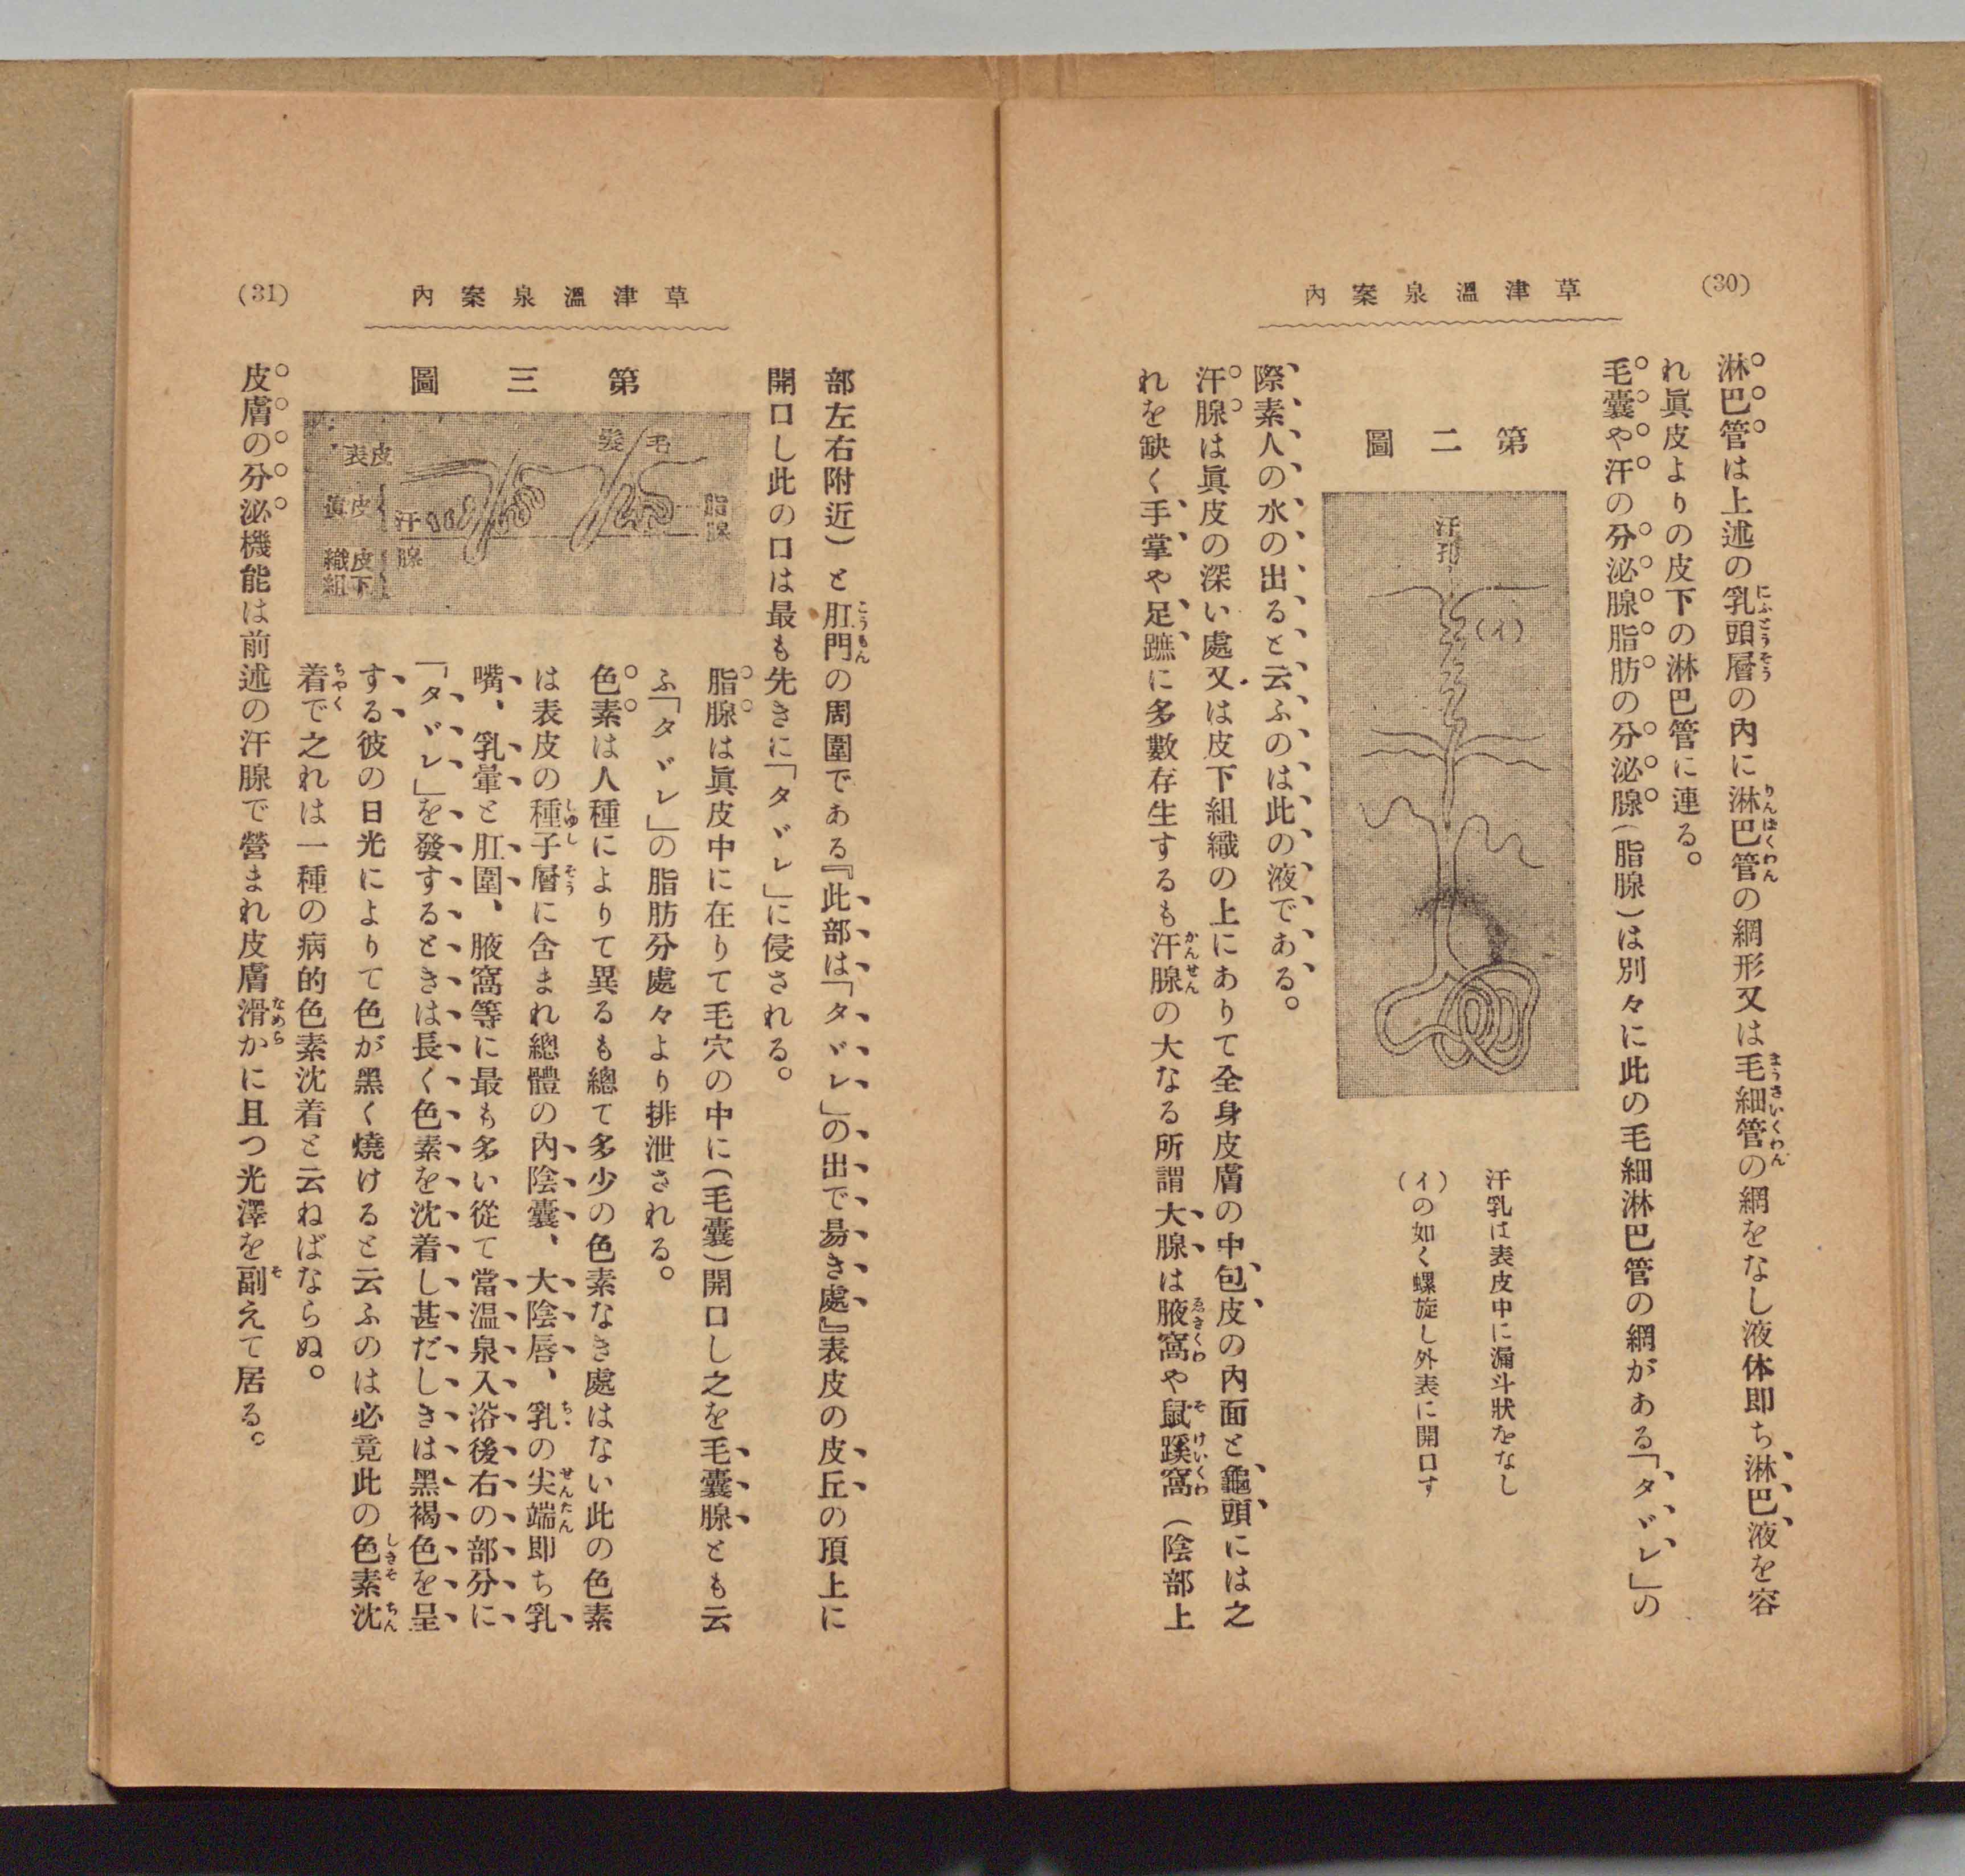 (30)
草津溫泉案內
淋巴管は上述の乳頭層の內に淋巴管の網形又は毛細管の網をなし液体即ち淋巴液を容
れ眞皮よりの皮下の淋巴管に連る。
毛囊や汗の分泌腺脂肪の分泌腺(脂腺)は別々に此の毛細淋巴管の網がある「タヾレ」の
第二圖
汗孔
(イ)
汗乳は表皮中に漏斗狀をなし
(イ)の如く螺旋し外表に開口す
際素人の水の出ると云ふのは此の液である。
汗腺は眞皮の深い處又は皮下組織の上にありて全身皮膚の中包皮の內面と龜頭には之
れを缺く手掌や足蹠に多數存生するも汗腺の大なる所謂大腺は腋窩や鼠蹊窩(陰部上
草津溫泉案內
(31)
部左右附近)と肛門の周圍である『此部は「タヾレ」の出で易き處』表皮の皮丘の頂上に
開口し此の口は最も先きに「タヾレ」に侵される。
第三圖
毛髮
脂腺
表皮
眞皮
皮下組織
汗腺
脂腺は眞皮中に在りて毛穴の中に(毛囊)開口し之を毛囊腺とも云
ふ「タヾレ」の脂肪分處々より排泄される。
色素は人種によりて異るも總て多少の色素なき處はない此の色素
は表皮の種子層に含まれ總體の內陰囊、大陰唇、乳の尖端即ち乳
嘴、乳暈と肛圍、腋窩等に最も多い從て當温泉入浴後右の部分に
「タヾレ」を發するときは長く色素を沈着し甚だしきは黑褐色を呈
する彼の日光によりて色が黑く燒けると云ふのは必竟此の色素沈
着で之れは一種の病的色素沈着と云ねばならぬ。
皮膚の分泌機能は前述の汗腺で營まれ皮膚滑かに且つ光澤を副えて居る。